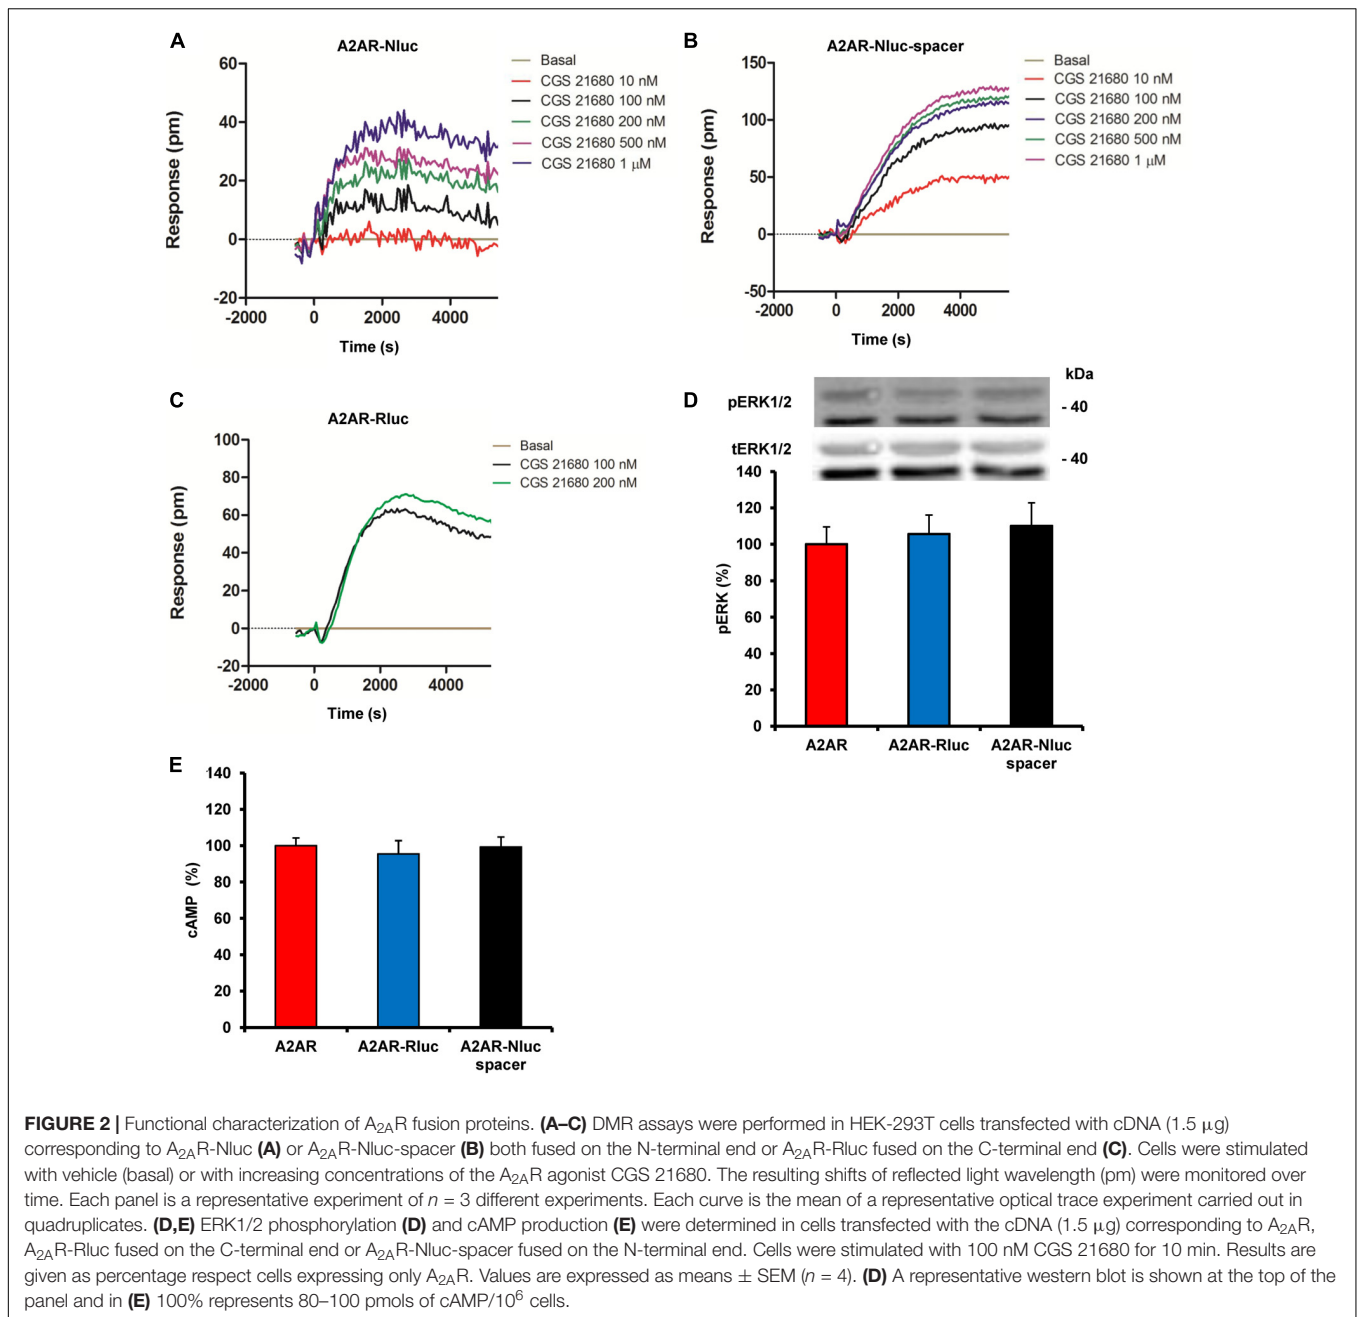 A
A2AR-Nluc
Basal
CGS 21680 10 nM
CGS 21680 100 nM
CGS 21680 200 nM
CGS 21680 500 nM
CGS 21680 1 μM
Response (pm)
60
40
20
0
-20
-2000 0 2000 4000
Time (s)
B
A2AR-Nluc-spacer
Basal
CGS 21680 10 nM
CGS 21680 100 nM
CGS 21680 200 nM
CGS 21680 500 nM
CGS 21680 1 μM
Response (pm)
150
100
50
0
-50
-2000 0 2000 4000
Time (s)
C
A2AR-Rluc
Basal
CGS 21680 100 nM
CGS 21680 200 nM
Response (pm)
100
80
60
40
20
0
-20
-2000 0 2000 4000
Time (s)
D
kDa
pERK1/2
- 40
tERK1/2
- 40
pERK (%)
140
120
100
80
60
40
20
0
A2AR A2AR-Rluc A2AR-Nluc
spacer
E
cAMP (%)
140
120
100
80
60
40
20
0
A2AR A2AR-Rluc A2AR-Nluc
spacer
FIGURE 2 | Functional characterization of A2AR fusion proteins. (A–C) DMR assays were performed in HEK-293T cells transfected with cDNA (1.5 μg)
corresponding to A2AR-Nluc (A) or A2AR-Nluc-spacer (B) both fused on the N-terminal end or A2AR-Rluc fused on the C-terminal end (C). Cells were stimulated
with vehicle (basal) or with increasing concentrations of the A2AR agonist CGS 21680. The resulting shifts of reflected light wavelength (pm) were monitored over
time. Each panel is a representative experiment of n = 3 different experiments. Each curve is the mean of a representative optical trace experiment carried out in
quadruplicates. (D,E) ERK1/2 phosphorylation (D) and cAMP production (E) were determined in cells transfected with the cDNA (1.5 μg) corresponding to A2AR,
A2AR-Rluc fused on the C-terminal end or A2AR-Nluc-spacer fused on the N-terminal end. Cells were stimulated with 100 nM CGS 21680 for 10 min. Results are
given as percentage respect cells expressing only A2AR. Values are expressed as means ± SEM (n = 4). (D) A representative western blot is shown at the top of the
panel and in (E) 100% represents 80–100 pmols of cAMP/10⁶ cells.